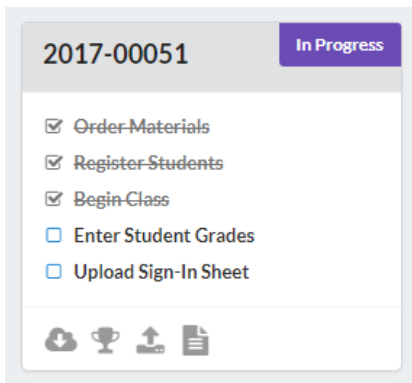 2017-00051
In Progress
Order Materials
Register Students
Begin Class
Enter Student Grades
Upload Sign-In Sheet